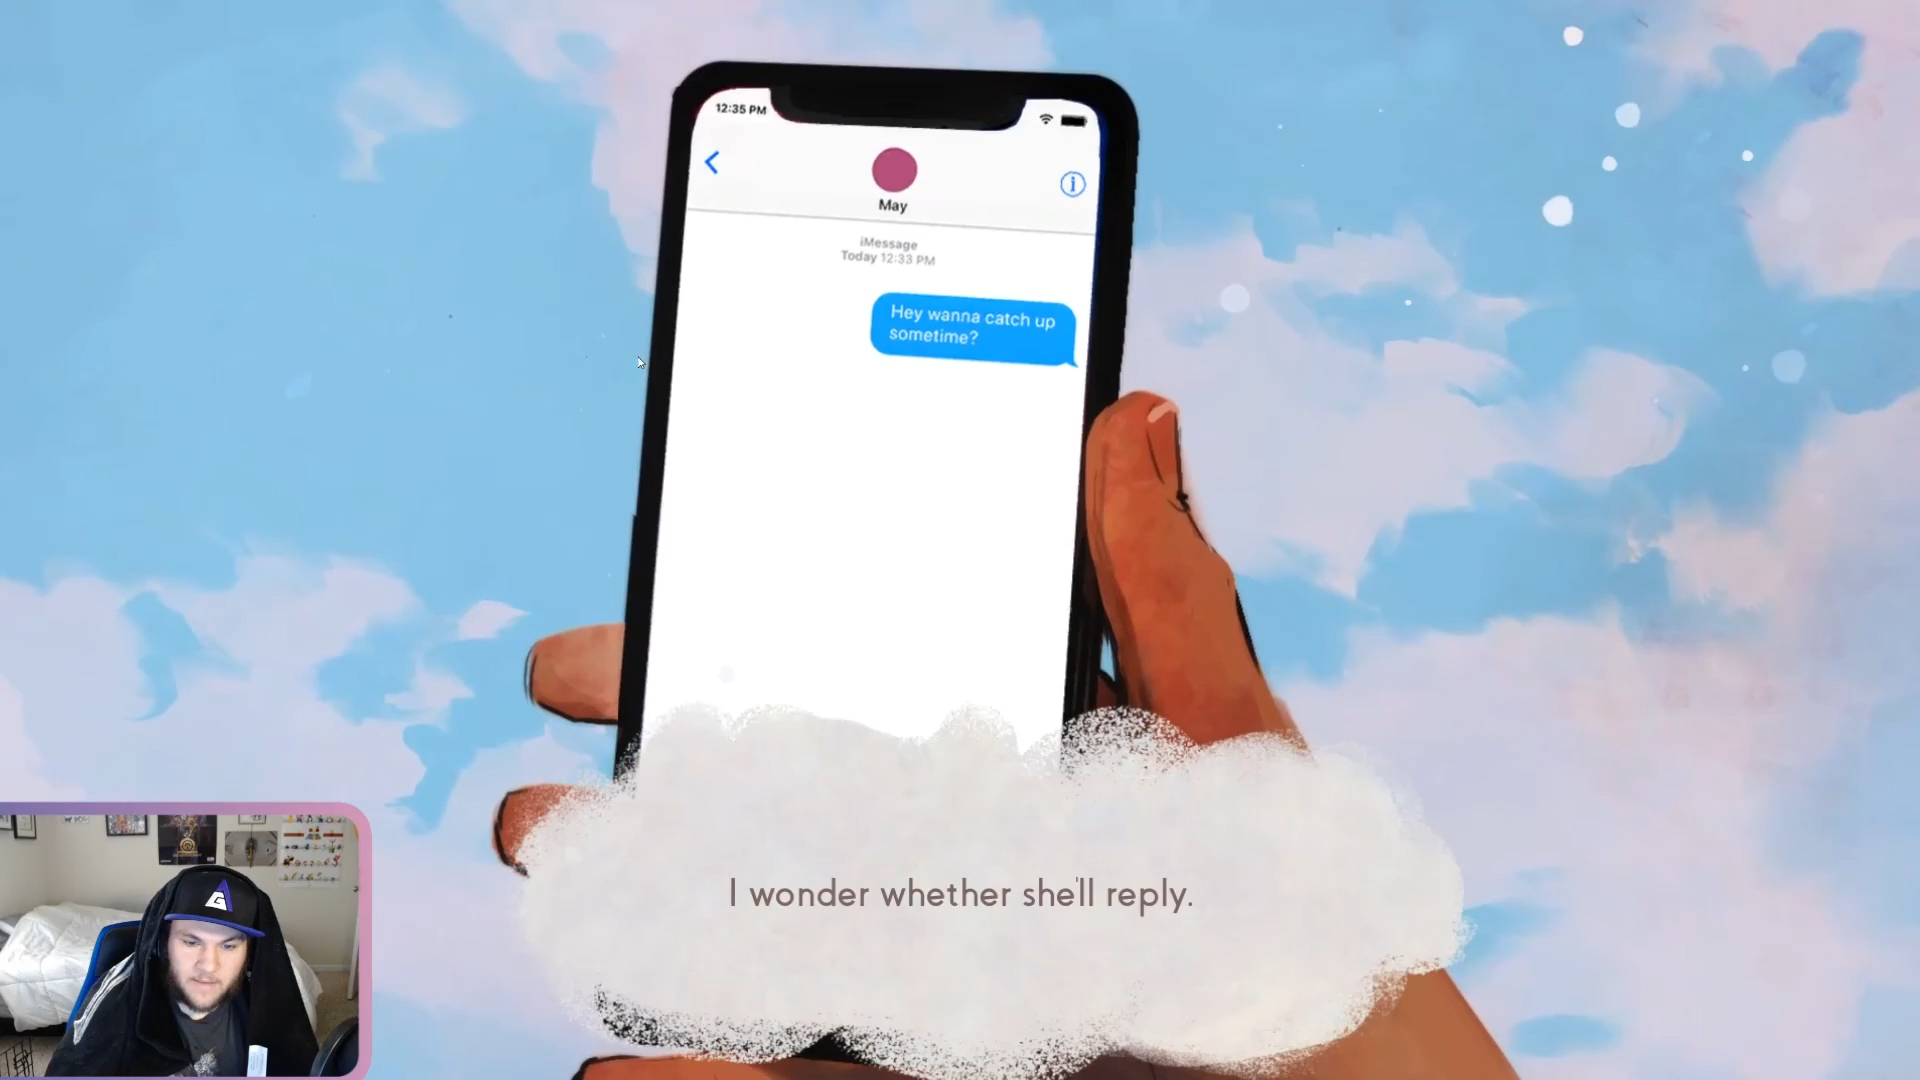 12:35 PM
May
iMessage
Today 12:33 PM
Hey wanna catch up
sometime?
I wonder whether she'll reply.